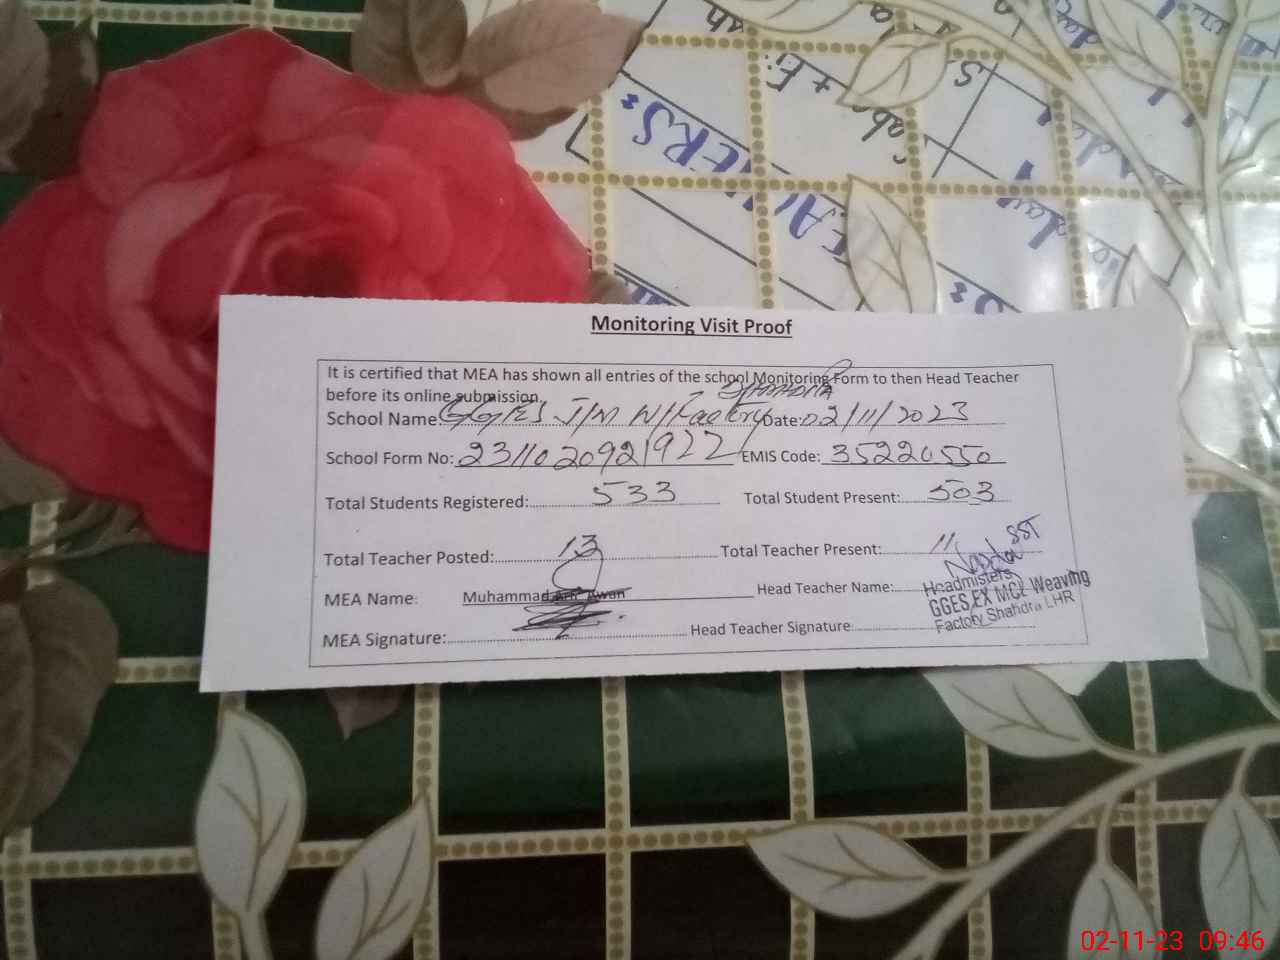 Monitoring Visit Proof
It is certified that MEA has shown all entries of the school Monitoring Form to then Head Teacher
before its online submission.
School Name: GGES J/M W/Factory Shahdra Date: 02/11/2023
School Form No: 2311020921922 EMIS Code: 35220550
Total Students Registered: 533 Total Student Present: 503
Total Teacher Posted: 13 Total Teacher Present: 11
MEA Name: Muhammad Awan Head Teacher Name: SST
Headmisters
GGES EX MCL Weaving
Factory Shahdra LHR
MEA Signature: Head Teacher Signature
02-11-23 09:46